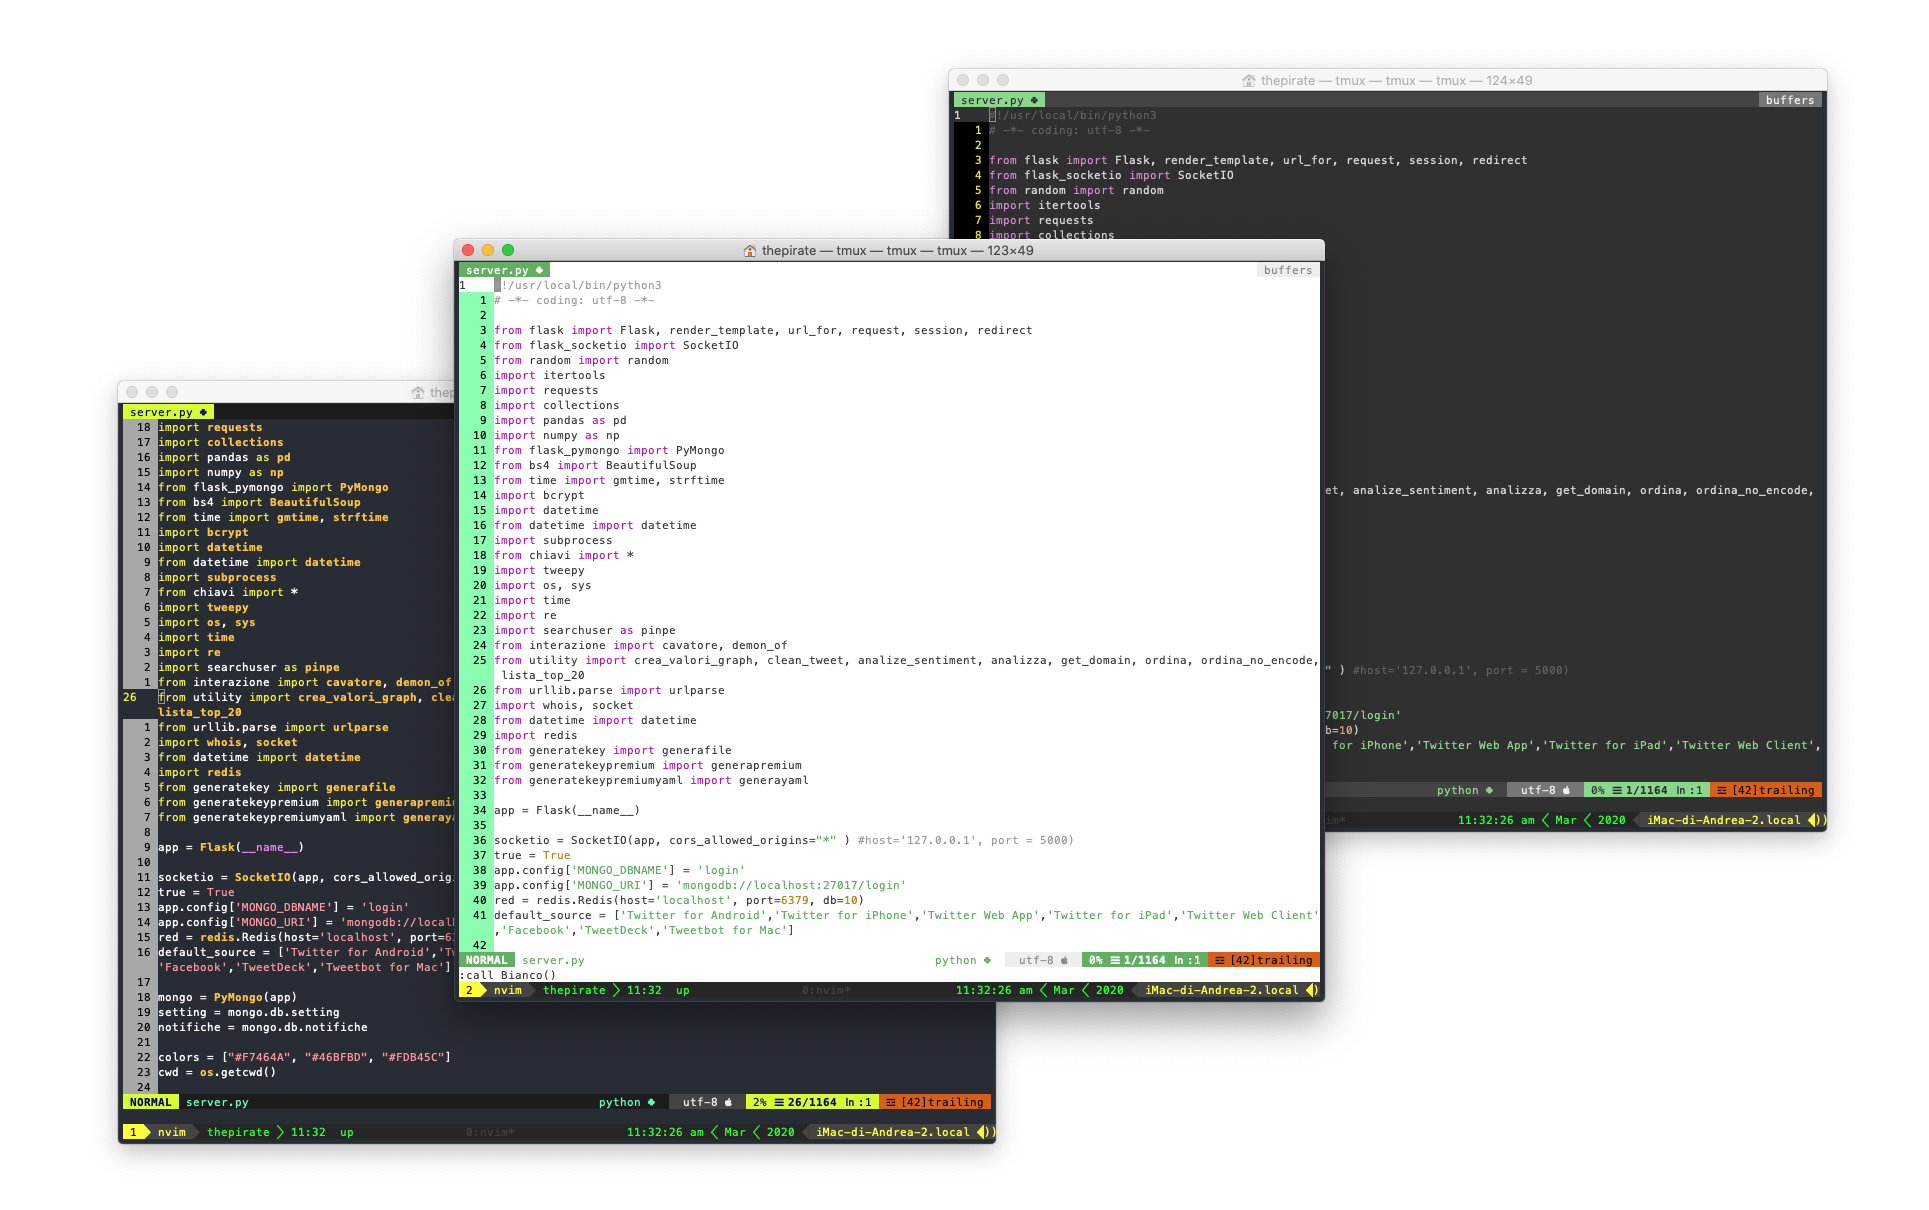 thepirate — tmux — tmux — tmux — 124×49
server.py
buffers
1 #!/usr/local/bin/python3
1 # -*- coding: utf-8 -*-
2
3 from flask import Flask, render_template, url_for, request, session, redirect
4 from flask_socketio import SocketIO
5 from random import random
6 import itertools
7 import requests
8 import collections
et, analize_sentiment, analizza, get_domain, ordina, ordina_no_encode,
" ) #host='127.0.0.1', port = 5000)
7017/login'
b=10)
for iPhone','Twitter Web App','Twitter for iPad','Twitter Web Client',
python utf-8 0% 1/1164 ln:1 [42]trailing
11:32:26 am Mar 2020 iMac-di-Andrea-2.local
thepirate — tmux — tmux — tmux — 123×49
server.py
buffers
1 !/usr/local/bin/python3
1 # -*- coding: utf-8 -*-
2
3 from flask import Flask, render_template, url_for, request, session, redirect
4 from flask_socketio import SocketIO
5 from random import random
6 import itertools
7 import requests
8 import collections
9 import pandas as pd
10 import numpy as np
11 from flask_pymongo import PyMongo
12 from bs4 import BeautifulSoup
13 from time import gmtime, strftime
14 import bcrypt
15 import datetime
16 from datetime import datetime
17 import subprocess
18 from chiavi import *
19 import tweepy
20 import os, sys
21 import time
22 import re
23 import searchuser as pinpe
24 from interazione import cavatore, demon_of
25 from utility import crea_valori_graph, clean_tweet, analize_sentiment, analizza, get_domain, ordina, ordina_no_encode,
lista_top_20
26 from urllib.parse import urlparse
27 import whois, socket
28 from datetime import datetime
29 import redis
30 from generatekey import generafile
31 from generatekeypremium import generapremium
32 from generatekeypremiumyaml import generayaml
33
34 app = Flask(__name__)
35
36 socketio = SocketIO(app, cors_allowed_origins="*" ) #host='127.0.0.1', port = 5000)
37 true = True
38 app.config['MONGO_DBNAME'] = 'login'
39 app.config['MONGO_URI'] = 'mongodb://localhost:27017/login'
40 red = redis.Redis(host='localhost', port=6379, db=10)
41 default_source = ['Twitter for Android','Twitter for iPhone','Twitter Web App','Twitter for iPad','Twitter Web Client'
,'Facebook','TweetDeck','Tweetbot for Mac']
42
NORMAL server.py python utf-8 0% 1/1164 ln:1 [42]trailing
:call Bianco()
2 nvim thepirate 11:32 up 0:nvim* 11:32:26 am Mar 2020 iMac-di-Andrea-2.local
thep
server.py
18 import requests
17 import collections
16 import pandas as pd
15 import numpy as np
14 from flask_pymongo import PyMongo
13 from bs4 import BeautifulSoup
12 from time import gmtime, strftime
11 import bcrypt
10 import datetime
9 from datetime import datetime
8 import subprocess
7 from chiavi import *
6 import tweepy
5 import os, sys
4 import time
3 import re
2 import searchuser as pinpe
1 from interazione import cavatore, demon_of
26 from utility import crea_valori_graph, clea
lista_top_20
1 from urllib.parse import urlparse
2 import whois, socket
3 from datetime import datetime
4 import redis
5 from generatekey import generafile
6 from generatekeypremium import generapremiu
7 from generatekeypremiumyaml import generaya
8
9 app = Flask(__name__)
10
11 socketio = SocketIO(app, cors_allowed_orig
12 true = True
13 app.config['MONGO_DBNAME'] = 'login'
14 app.config['MONGO_URI'] = 'mongodb://local
15 red = redis.Redis(host='localhost', port=6
16 default_source = ['Twitter for Android','Tw
'Facebook','TweetDeck','Tweetbot for Mac']
17
18 mongo = PyMongo(app)
19 setting = mongo.db.setting
20 notifiche = mongo.db.notifiche
21
22 colors = ["#F7464A", "#46BFBD", "#FDB45C"]
23 cwd = os.getcwd()
24
NORMAL server.py python utf-8 2% 26/1164 ln:1 [42]trailing
1 nvim thepirate 11:32 up 0:nvim* 11:32:26 am Mar 2020 iMac-di-Andrea-2.local